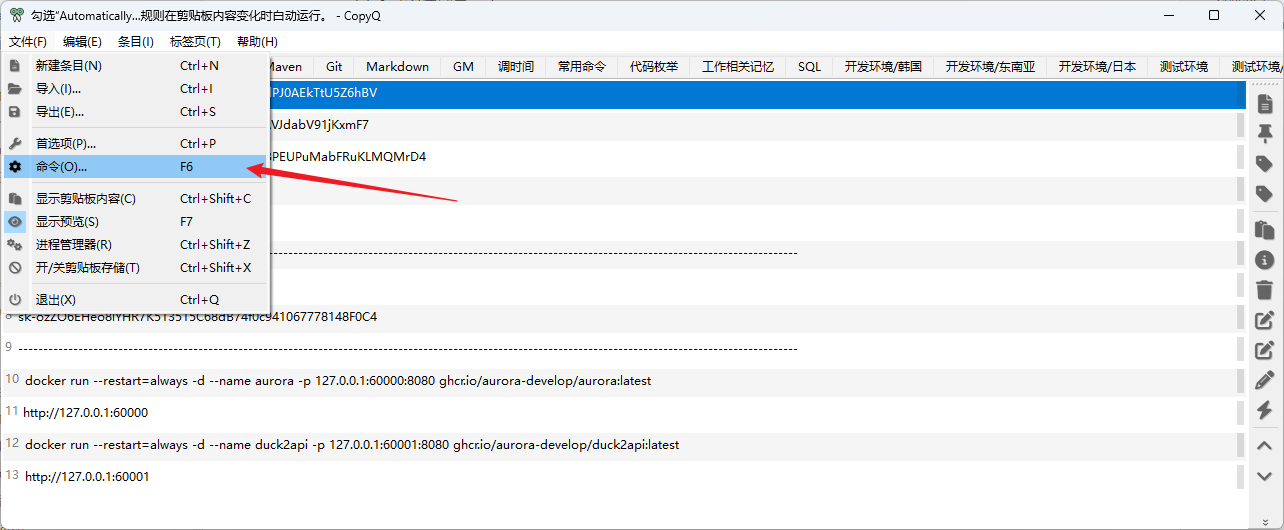 勾选“Automatically...规则在剪贴板内容变化时自动运行。 - CopyQ
文件(F) 编辑(E) 条目(I) 标签页(T) 帮助(H)
Maven Git Markdown GM 调时间 常用命令 代码枚举 工作相关记忆 SQL 开发环境/韩国 开发环境/东南亚 开发环境/日本 测试环境 测试环境/
新建条目(N) Ctrl+N
导入(I)... Ctrl+I
导出(E)... Ctrl+S
首选项(P)... Ctrl+P
命令(O)... F6
显示剪贴板内容(C) Ctrl+Shift+C
显示预览(S) F7
进程管理器(R) Ctrl+Shift+Z
开/关剪贴板存储(T) Ctrl+Shift+X
退出(X) Ctrl+Q
9
10 docker run --restart=always -d --name aurora -p 127.0.0.1:60000:8080 ghcr.io/aurora-develop/aurora:latest
11 http://127.0.0.1:60000
12 docker run --restart=always -d --name duck2api -p 127.0.0.1:60001:8080 ghcr.io/aurora-develop/duck2api:latest
13 http://127.0.0.1:60001